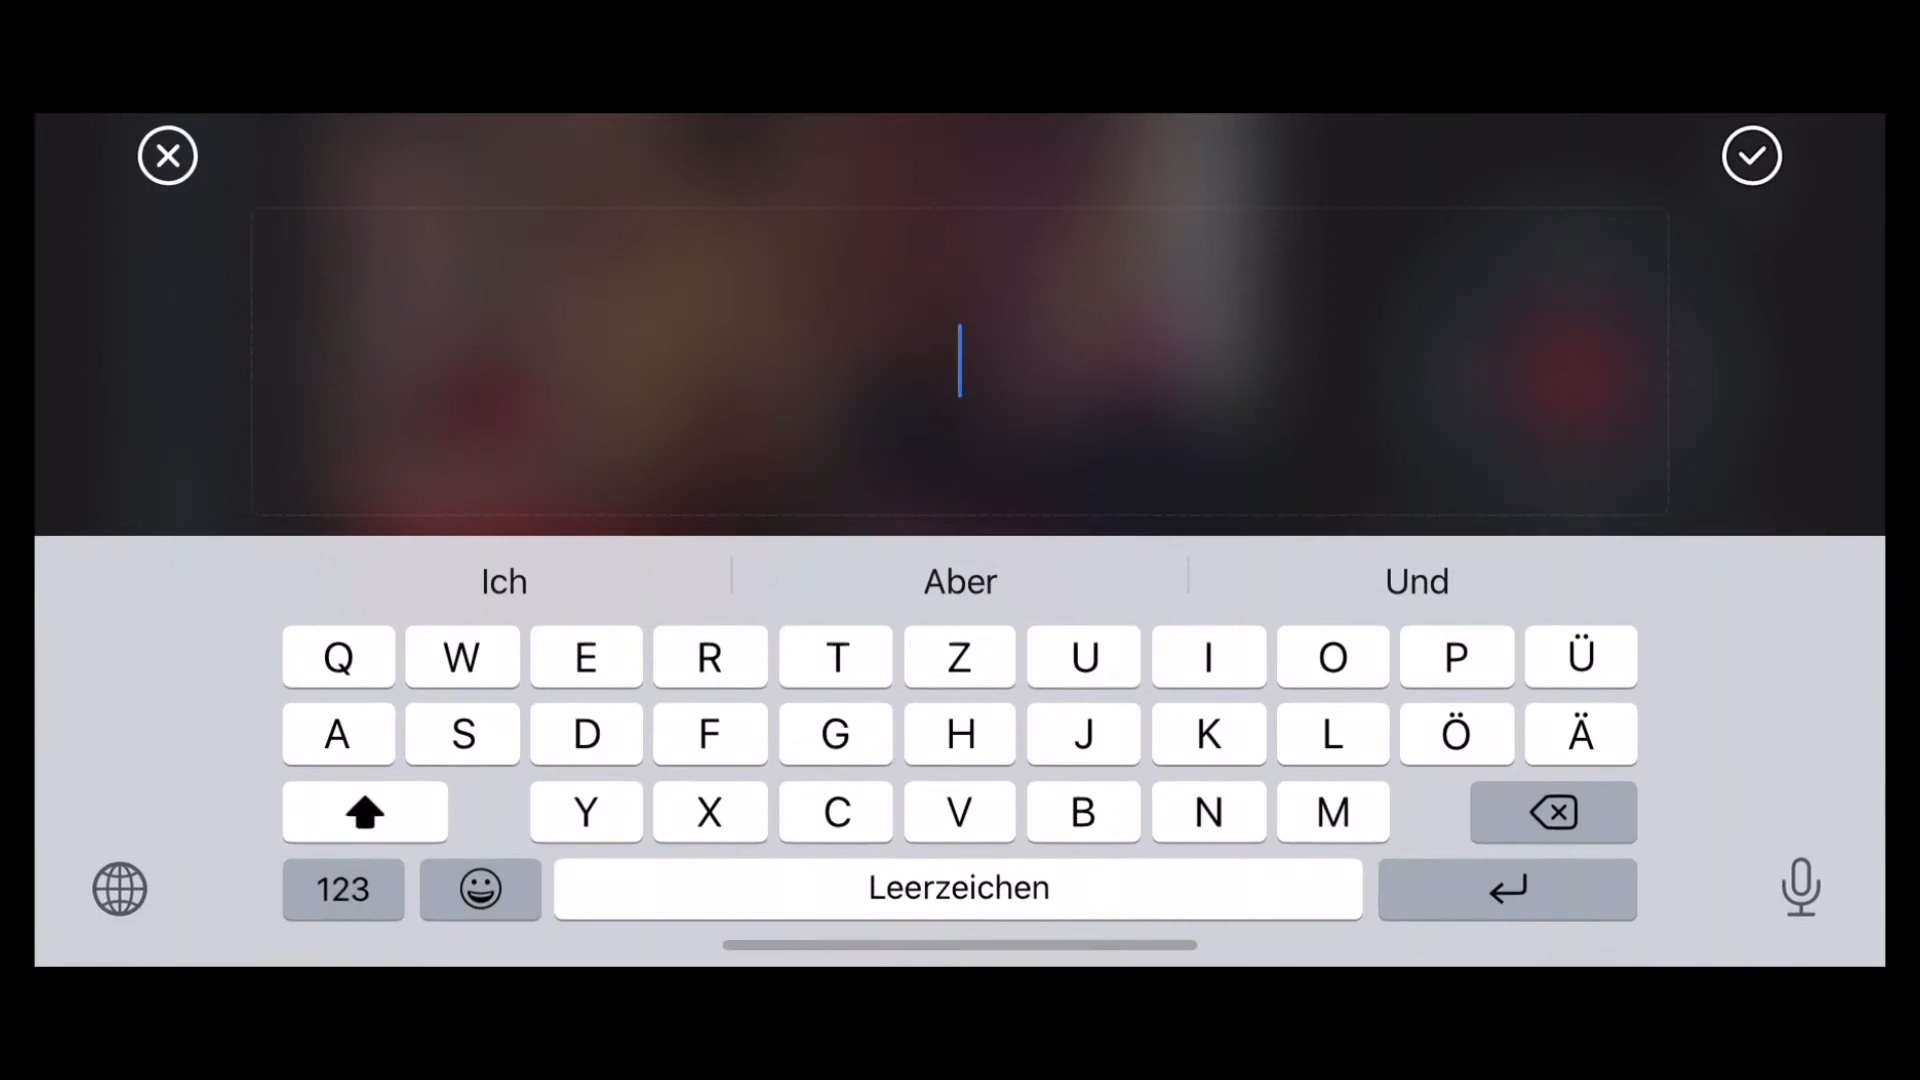 Ich Aber Und
Q W E R T Z U I O P Ü
A S D F G H J K L Ö Ä
Y X C V B N M
123 Leerzeichen